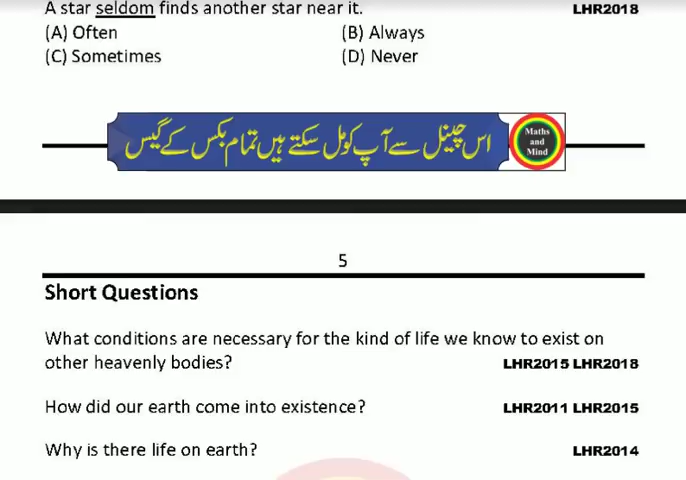 A star seldom finds another star near it. LHR2018
(A) Often (B) Always
(C) Sometimes (D) Never
اس چینل سے آپ کو مل سکتے ہیں تمام بکس کے گیس
Maths
and
Mind
5
Short Questions
What conditions are necessary for the kind of life we know to exist on
other heavenly bodies? LHR2015 LHR2018
How did our earth come into existence? LHR2011 LHR2015
Why is there life on earth? LHR2014